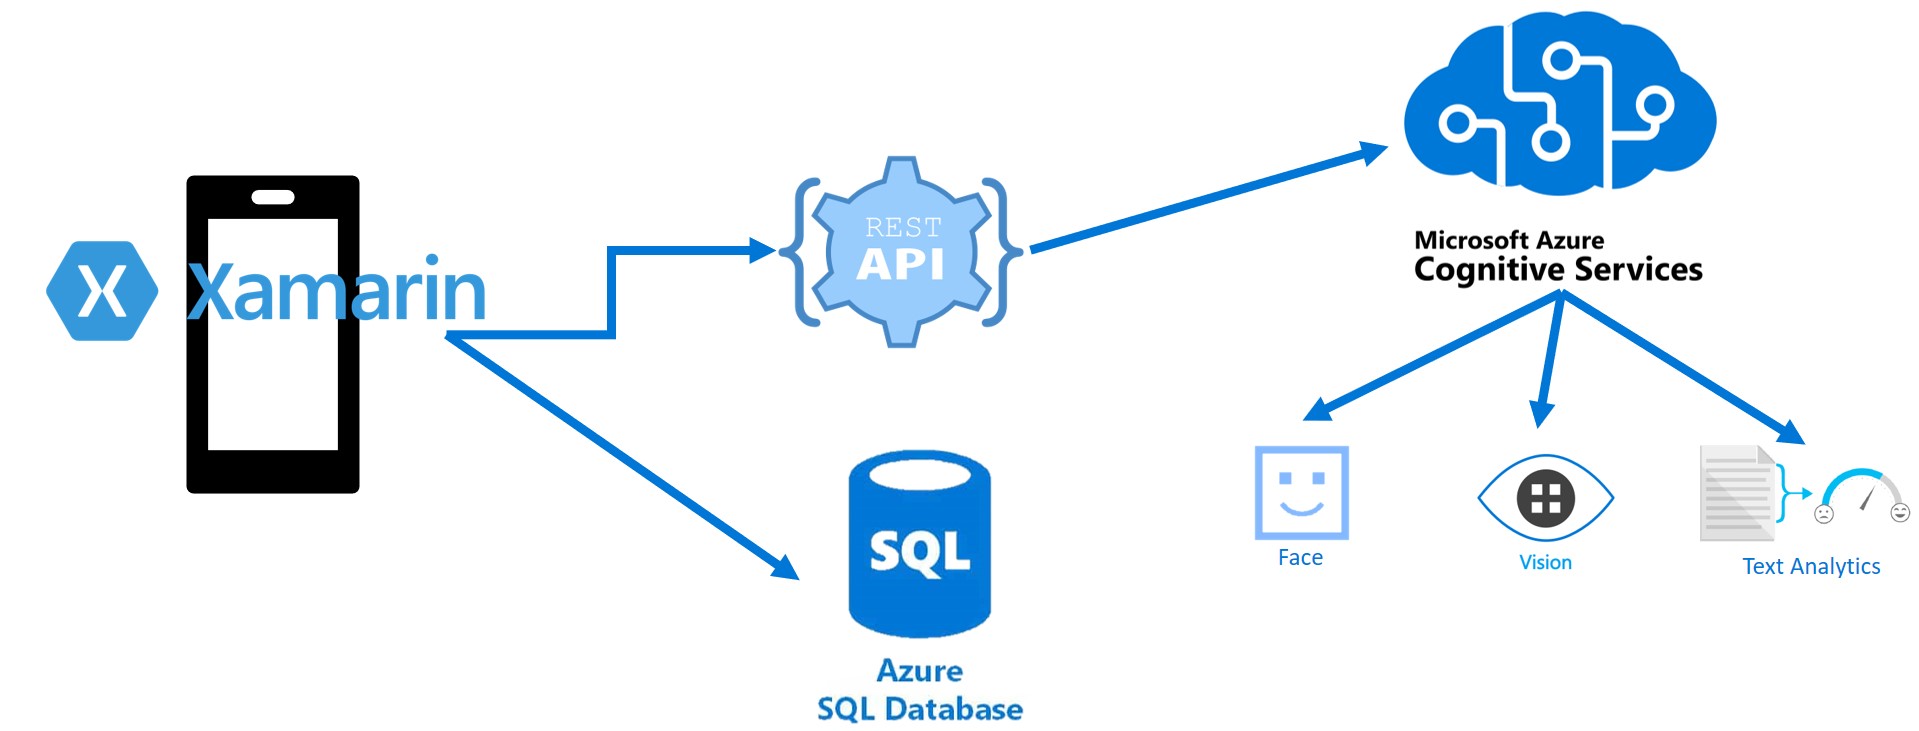 X Xamarin
REST
API
Microsoft Azure
Cognitive Services
SQL
Azure
SQL Database
Face
Vision
Text Analytics